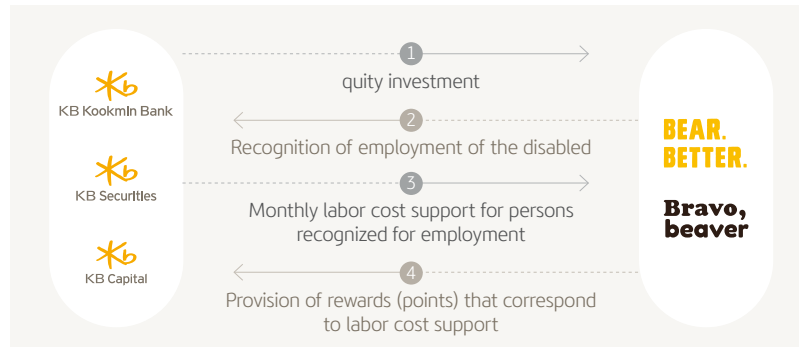 KB Kookmin Bank
KB Securities
KB Capital
1
quity investment
2
Recognition of employment of the disabled
3
Monthly labor cost support for persons
recognized for employment
4
Provision of rewards (points) that correspond
to labor cost support
BEAR.
BETTER.
Bravo,
beaver